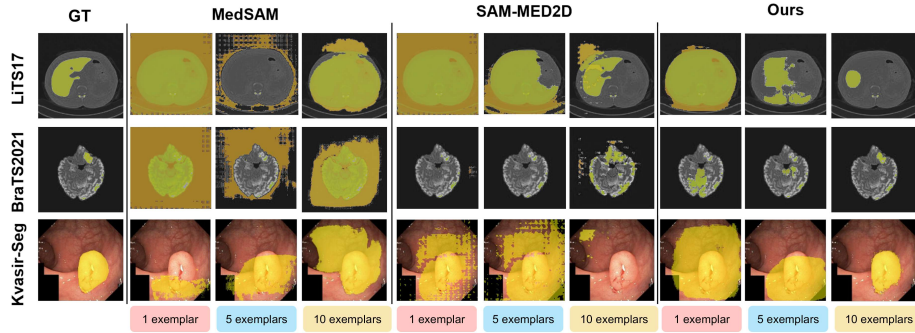 GT MedSAM SAM-MED2D Ours
LiTS17
BraTS2021
Kvasir-Seg
1 exemplar 5 exemplars 10 exemplars 1 exemplar 5 exemplars 10 exemplars 1 exemplar 5 exemplars 10 exemplars